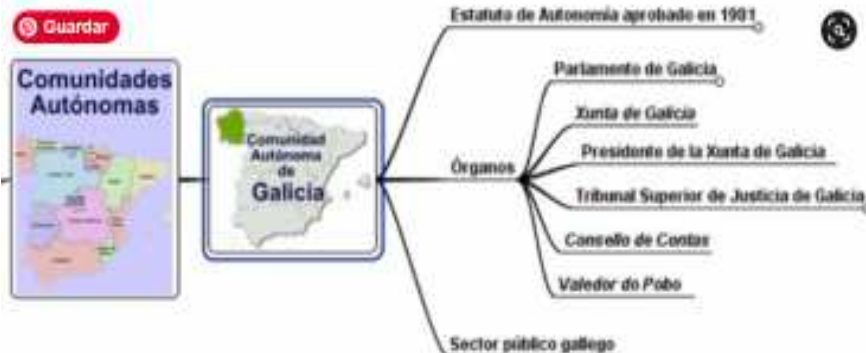 Guardar
Estatuto de Autonomía aprobado en 1981
Comunidades
Autónomas
Comunidad
Autónoma
de
Galicia
Órganos
Parlamento de Galicia
Xunta de Galicia
Presidente de la Xunta de Galicia
Tribunal Superior de Justicia de Galicia
Consello de Contas
Valedor do Pobo
Sector público gallego